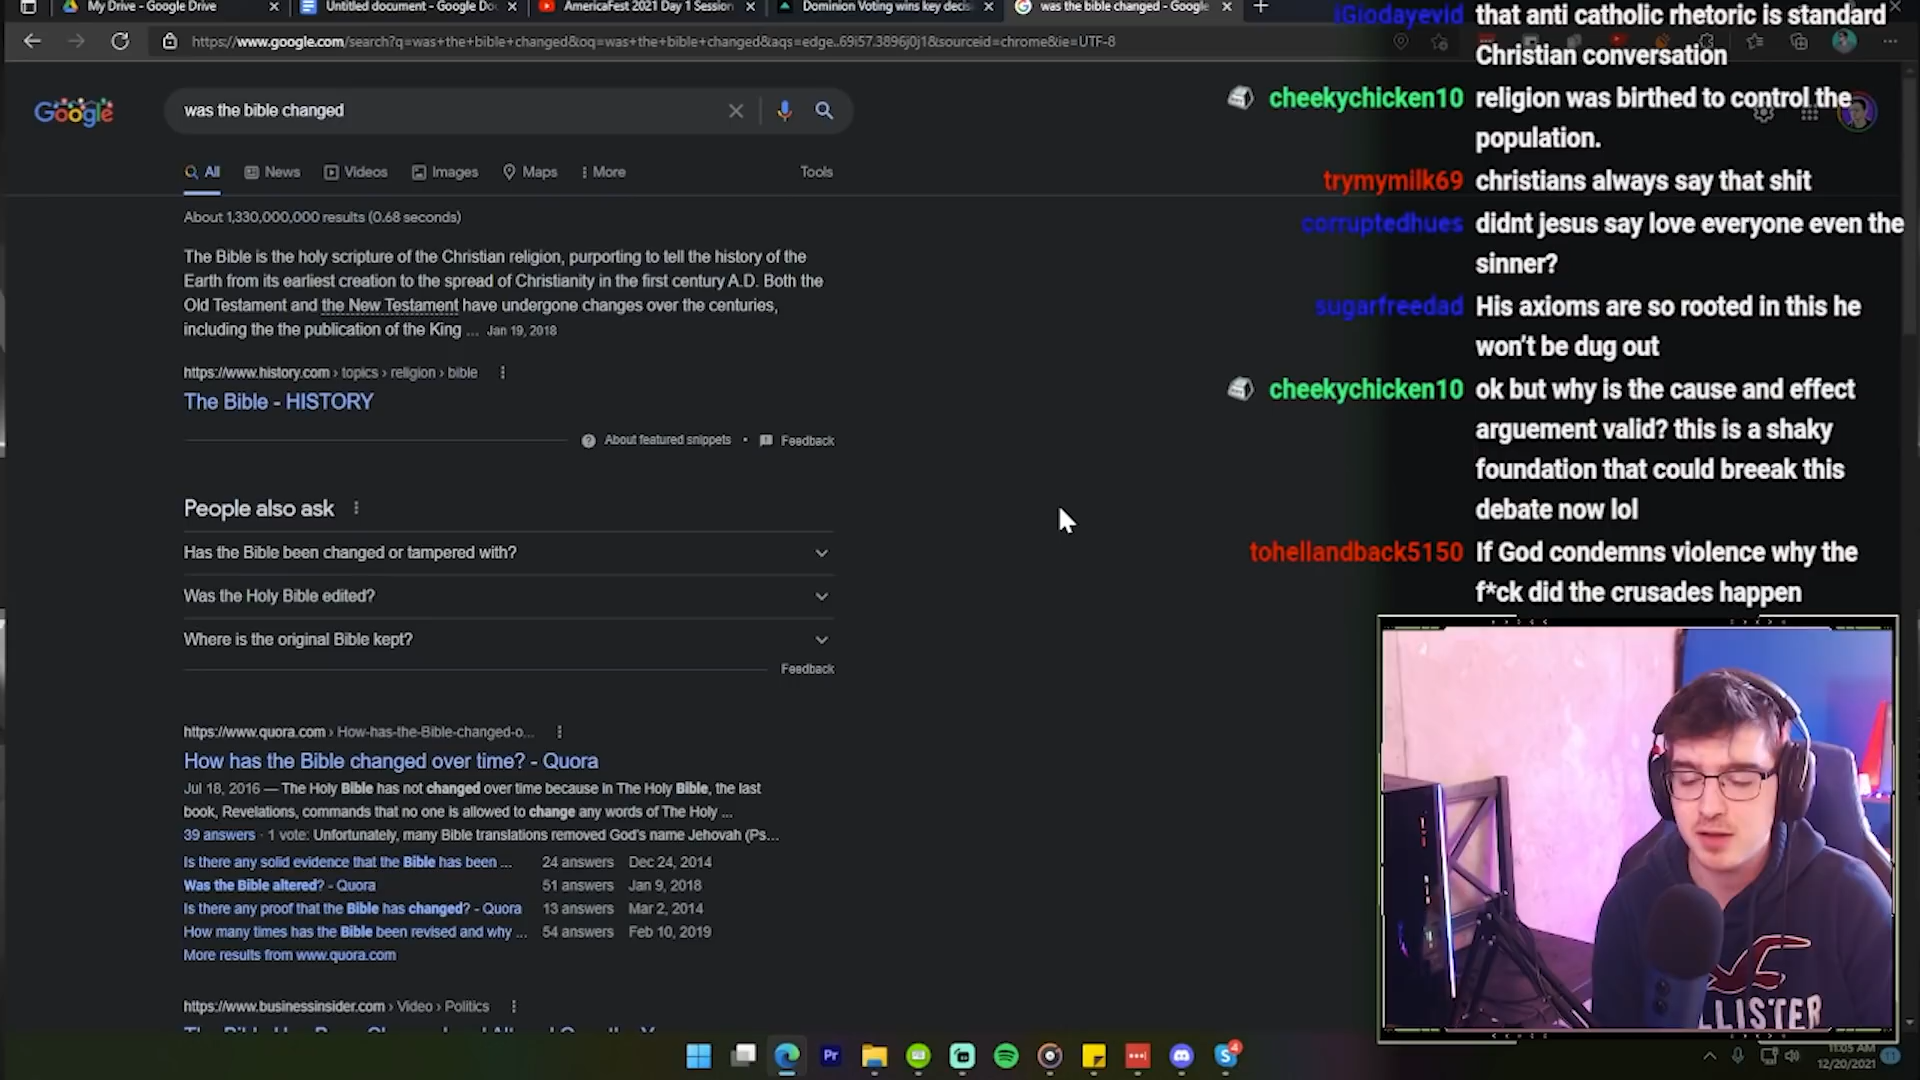 My Drive - Google Drive
Untitled document - Google Do
AmericaFest 2021 Day 1 Session
Dominion Voting wins key decis
was the bible changed - Google
https://www.google.com/search?q=was+the+bible+changed&oq=was+the+bible+changed&aqs=edge..69i57.3896j0j1&sourceid=chrome&ie=UTF-8
Google
was the bible changed
All
News
Videos
Images
Maps
More
Tools
About 1,330,000,000 results (0.68 seconds)
The Bible is the holy scripture of the Christian religion, purporting to tell the history of the
Earth from its earliest creation to the spread of Christianity in the first century A.D. Both the
Old Testament and the New Testament have undergone changes over the centuries,
including the the publication of the King ... Jan 19, 2018
https://www.history.com › topics › religion › bible
The Bible - HISTORY
About featured snippets • Feedback
People also ask
Has the Bible been changed or tampered with?
Was the Holy Bible edited?
Where is the original Bible kept?
Feedback
https://www.quora.com › How-has-the-Bible-changed-o...
How has the Bible changed over time? - Quora
Jul 18, 2016 — The Holy Bible has not changed over time because in The Holy Bible, the last
book, Revelations, commands that no one is allowed to change any words of The Holy ...
39 answers · 1 vote: Unfortunately, many Bible translations removed God's name Jehovah (Ps...
Is there any solid evidence that the Bible has been ... 24 answers Dec 24, 2014
Was the Bible altered? - Quora 51 answers Jan 9, 2018
Is there any proof that the Bible has changed? - Quora 13 answers Mar 2, 2014
How many times has the Bible been revised and why ... 54 answers Feb 10, 2019
More results from www.quora.com
https://www.businessinsider.com › Video › Politics
iGiodayevid that anti catholic rhetoric is standard
Christian conversation
cheekychicken10 religion was birthed to control the
population.
trymymilk69 christians always say that shit
corruptedhues didnt jesus say love everyone even the
sinner?
sugarfreedad His axioms are so rooted in this he
won't be dug out
cheekychicken10 ok but why is the cause and effect
arguement valid? this is a shaky
foundation that could breeak this
debate now lol
tohellandback5150 If God condemns violence why the
f*ck did the crusades happen
LLISTER
Pr
4
11:05 AM
12/20/2021